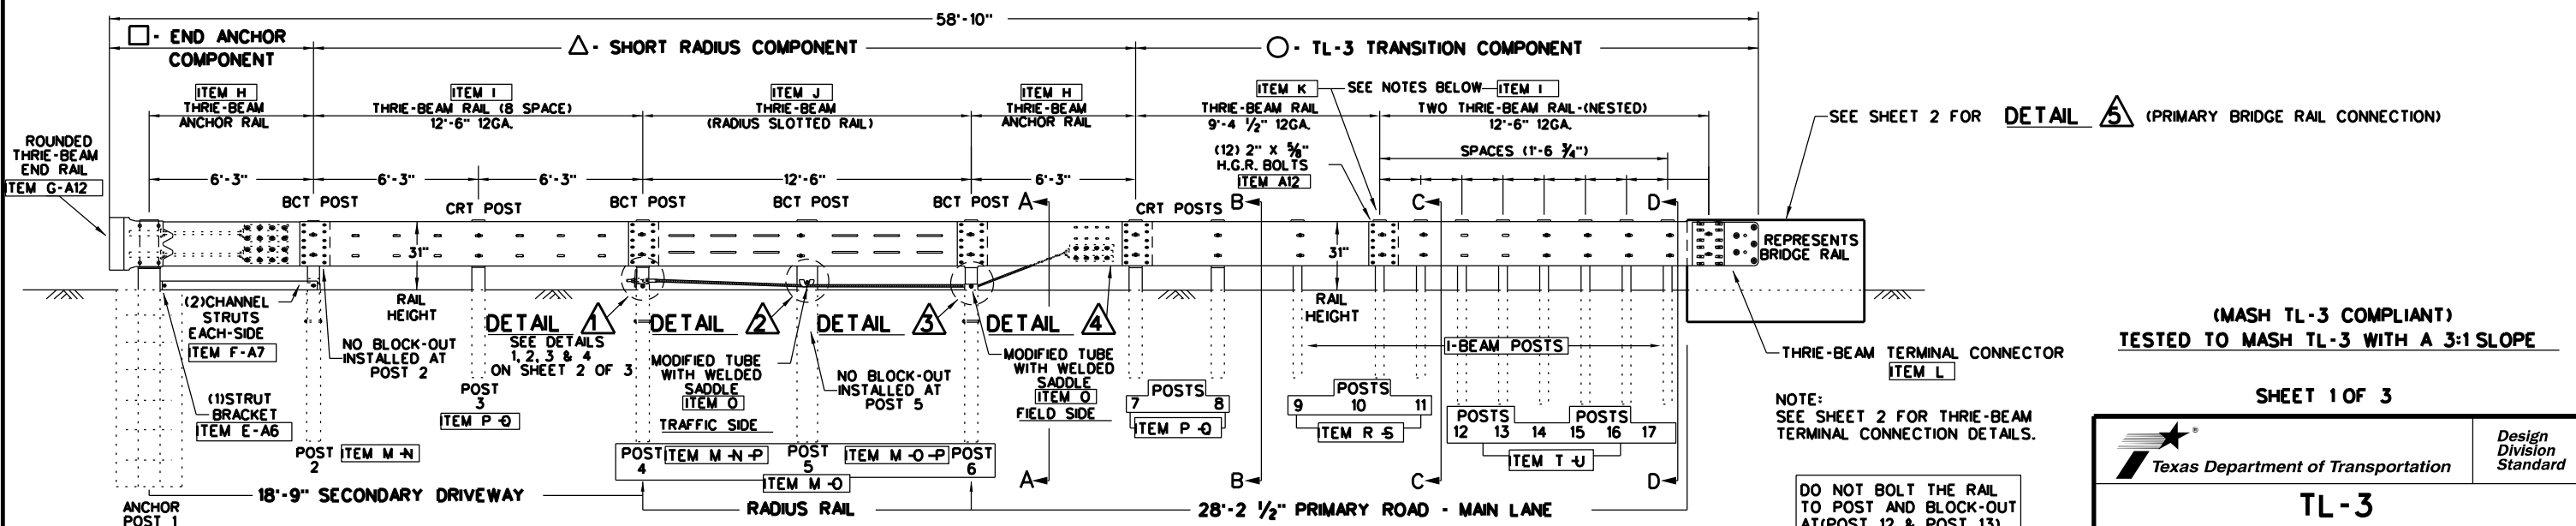 58'-10"
□ - END ANCHOR
COMPONENT
△ - SHORT RADIUS COMPONENT
○ - TL-3 TRANSITION COMPONENT
ITEM H
THRIE-BEAM
ANCHOR RAIL
ITEM I
THRIE-BEAM RAIL (8 SPACE)
12'-6" 12GA.
ITEM J
THRIE-BEAM
(RADIUS SLOTTED RAIL)
ITEM H
THRIE-BEAM
ANCHOR RAIL
ITEM K
SEE NOTES BELOW
ITEM I
THRIE-BEAM RAIL
9'-4 1/2" 12GA.
TWO THRIE-BEAM RAIL-(NESTED)
12'-6" 12GA.
(12) 2" X 5/8"
H.G.R. BOLTS
ITEM A12
SPACES (1'-6 3/4")
SEE SHEET 2 FOR DETAIL 5 (PRIMARY BRIDGE RAIL CONNECTION)
ROUNDED
THRIE-BEAM
END RAIL
ITEM G-A12
6'-3"
6'-3"
6'-3"
12'-6"
6'-3"
BCT POST
CRT POST
BCT POST
BCT POST
BCT POST
CRT POSTS
A
B
C
D
31"
31"
REPRESENTS
BRIDGE RAIL
RAIL
HEIGHT
RAIL
HEIGHT
(2)CHANNEL
STRUTS
EACH-SIDE
ITEM F-A7
NO BLOCK-OUT
INSTALLED AT
POST 2
DETAIL 1
DETAIL 2
DETAIL 3
DETAIL 4
SEE DETAILS
1, 2, 3 & 4
ON SHEET 2 OF 3
MODIFIED TUBE
WITH WELDED
SADDLE
ITEM O
TRAFFIC SIDE
NO BLOCK-OUT
INSTALLED AT
POST 5
MODIFIED TUBE
WITH WELDED
SADDLE
ITEM O
FIELD SIDE
I-BEAM POSTS
THRIE-BEAM TERMINAL CONNECTOR
ITEM L
(MASH TL-3 COMPLIANT)
TESTED TO MASH TL-3 WITH A 3:1 SLOPE
(1)STRUT
BRACKET
ITEM E-A6
POST
3
ITEM P-Q
POSTS
7 8
ITEM P-Q
POSTS
9 10 11
ITEM R-S
POSTS POSTS
12 13 14 15 16 17
ITEM T-U
NOTE:
SEE SHEET 2 FOR THRIE-BEAM
TERMINAL CONNECTION DETAILS.
SHEET 1 OF 3
POST
2
ITEM M-N
POST
4
ITEM M-N-P
POST
5
ITEM M-O-P
POST
6
ITEM M-O
A
B
C
D
ANCHOR
POST 1
18'-9" SECONDARY DRIVEWAY
RADIUS RAIL
28'-2 1/2" PRIMARY ROAD - MAIN LANE
DO NOT BOLT THE RAIL
TO POST AND BLOCK-OUT
AT(POST 12 & POST 13)
®
Texas Department of Transportation
Design
Division
Standard
TL-3